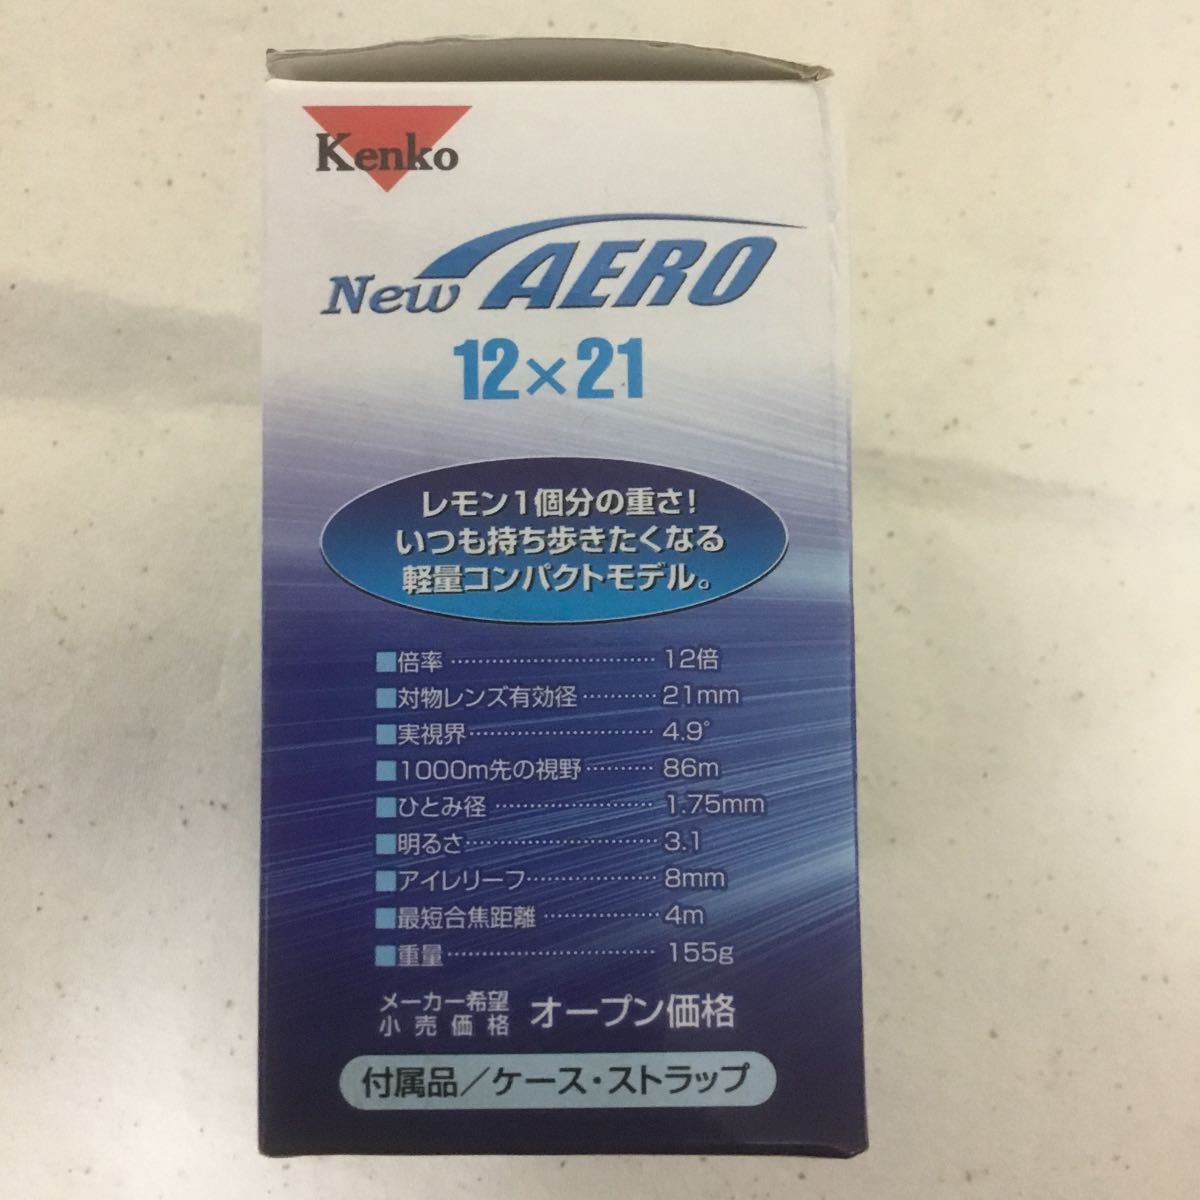 Kenko
New AERO
12×21
レモン1個分の重さ!
いつも持ち歩きたくなる
軽量コンパクトモデル。
■倍率 ……………………… 12倍
■対物レンズ有効径 ……… 21mm
■実視界 ……………………… 4.9°
■1000m先の視野 ……… 86m
■ひとみ径 ………………… 1.75mm
■明るさ ……………………… 3.1
■アイレリーフ …………… 8mm
■最短合焦距離 ………… 4m
■重量 ……………………… 155g
メーカー希望
小売価格 オープン価格
付属品/ケース・ストラップ